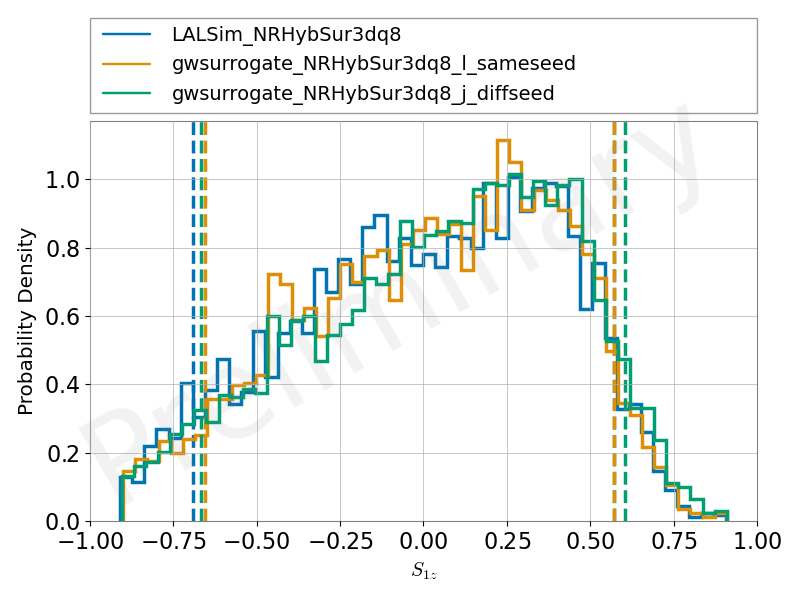 LALSim_NRHybSur3dq8
gwsurrogate_NRHybSur3dq8_l_sameseed
gwsurrogate_NRHybSur3dq8_j_diffseed
Preliminary
Probability Density
1.0
0.8
0.6
0.4
0.2
0.0
−1.00 −0.75 −0.50 −0.25 0.00 0.25 0.50 0.75 1.00
S1z